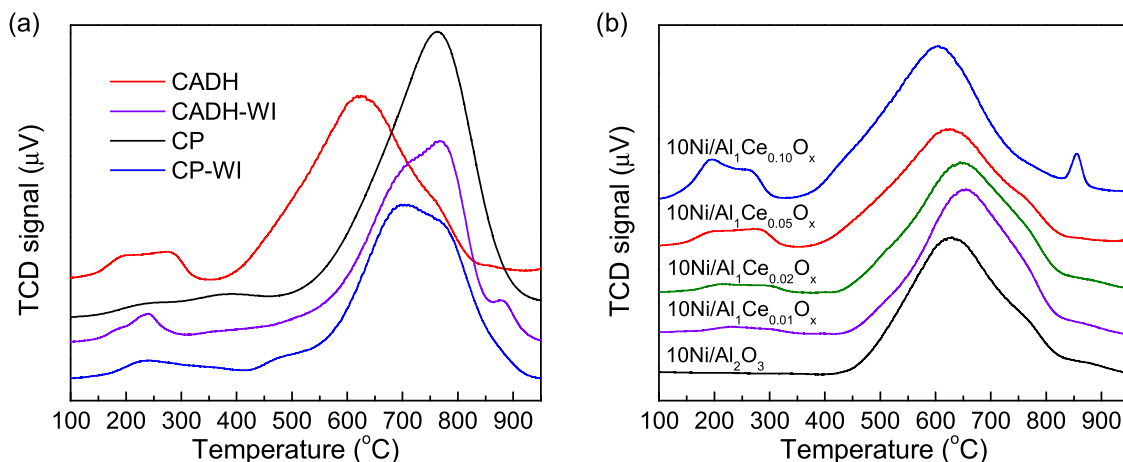 (a)
TCD signal (μV)
CADH
CADH-WI
CP
CP-WI
100 200 300 400 500 600 700 800 900
Temperature (°C)
(b)
TCD signal (μV)
10Ni/Al₁Ce₀.₁₀Oₓ
10Ni/Al₁Ce₀.₀₅Oₓ
10Ni/Al₁Ce₀.₀₂Oₓ
10Ni/Al₁Ce₀.₀₁Oₓ
10Ni/Al₂O₃
100 200 300 400 500 600 700 800 900
Temperature (°C)